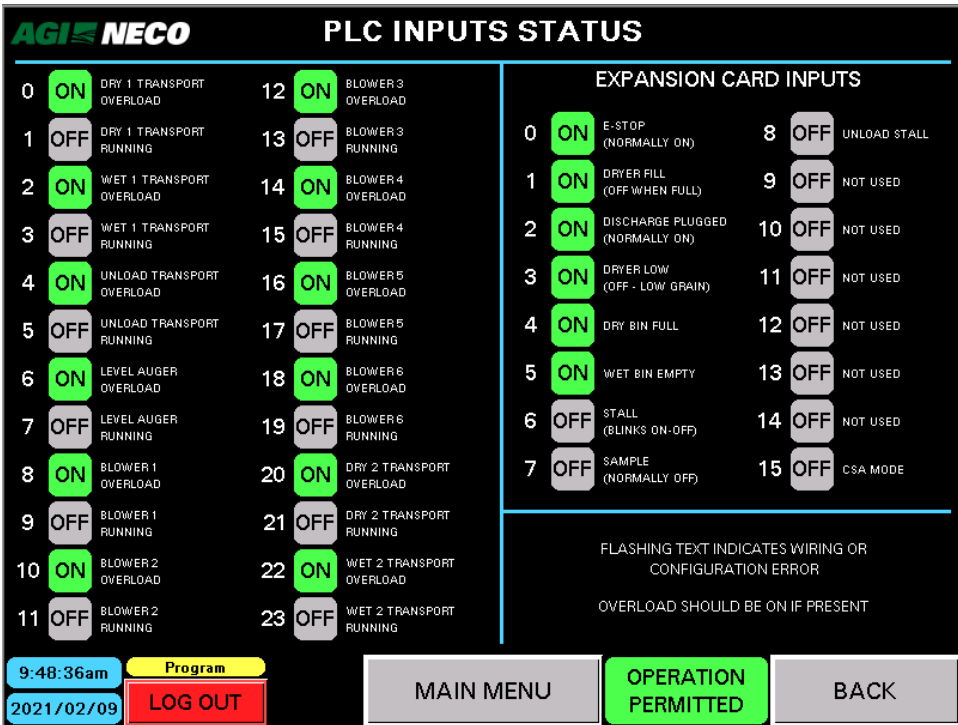 AGI NECO
PLC INPUTS STATUS
0 ON DRY 1 TRANSPORT
OVERLOAD
1 OFF DRY 1 TRANSPORT
RUNNING
2 ON WET 1 TRANSPORT
OVERLOAD
3 OFF WET 1 TRANSPORT
RUNNING
4 ON UNLOAD TRANSPORT
OVERLOAD
5 OFF UNLOAD TRANSPORT
RUNNING
6 ON LEVEL AUGER
OVERLOAD
7 OFF LEVEL AUGER
RUNNING
8 ON BLOWER 1
OVERLOAD
9 OFF BLOWER 1
RUNNING
10 ON BLOWER 2
OVERLOAD
11 OFF BLOWER 2
RUNNING
12 ON BLOWER 3
OVERLOAD
13 OFF BLOWER 3
RUNNING
14 ON BLOWER 4
OVERLOAD
15 OFF BLOWER 4
RUNNING
16 ON BLOWER 5
OVERLOAD
17 OFF BLOWER 5
RUNNING
18 ON BLOWER 6
OVERLOAD
19 OFF BLOWER 6
RUNNING
20 ON DRY 2 TRANSPORT
OVERLOAD
21 OFF DRY 2 TRANSPORT
RUNNING
22 ON WET 2 TRANSPORT
OVERLOAD
23 OFF WET 2 TRANSPORT
RUNNING
EXPANSION CARD INPUTS
0 ON E-STOP
(NORMALLY ON)
1 ON DRYER FILL
(OFF WHEN FULL)
2 ON DISCHARGE PLUGGED
(NORMALLY ON)
3 ON DRYER LOW
(OFF - LOW GRAIN)
4 ON DRY BIN FULL
5 ON WET BIN EMPTY
6 OFF STALL
(BLINKS ON-OFF)
7 OFF SAMPLE
(NORMALLY OFF)
8 OFF UNLOAD STALL
9 OFF NOT USED
10 OFF NOT USED
11 OFF NOT USED
12 OFF NOT USED
13 OFF NOT USED
14 OFF NOT USED
15 OFF CSA MODE
FLASHING TEXT INDICATES WIRING OR
CONFIGURATION ERROR
OVERLOAD SHOULD BE ON IF PRESENT
9:48:36am
2021/02/09
Program
LOG OUT
MAIN MENU
OPERATION
PERMITTED
BACK